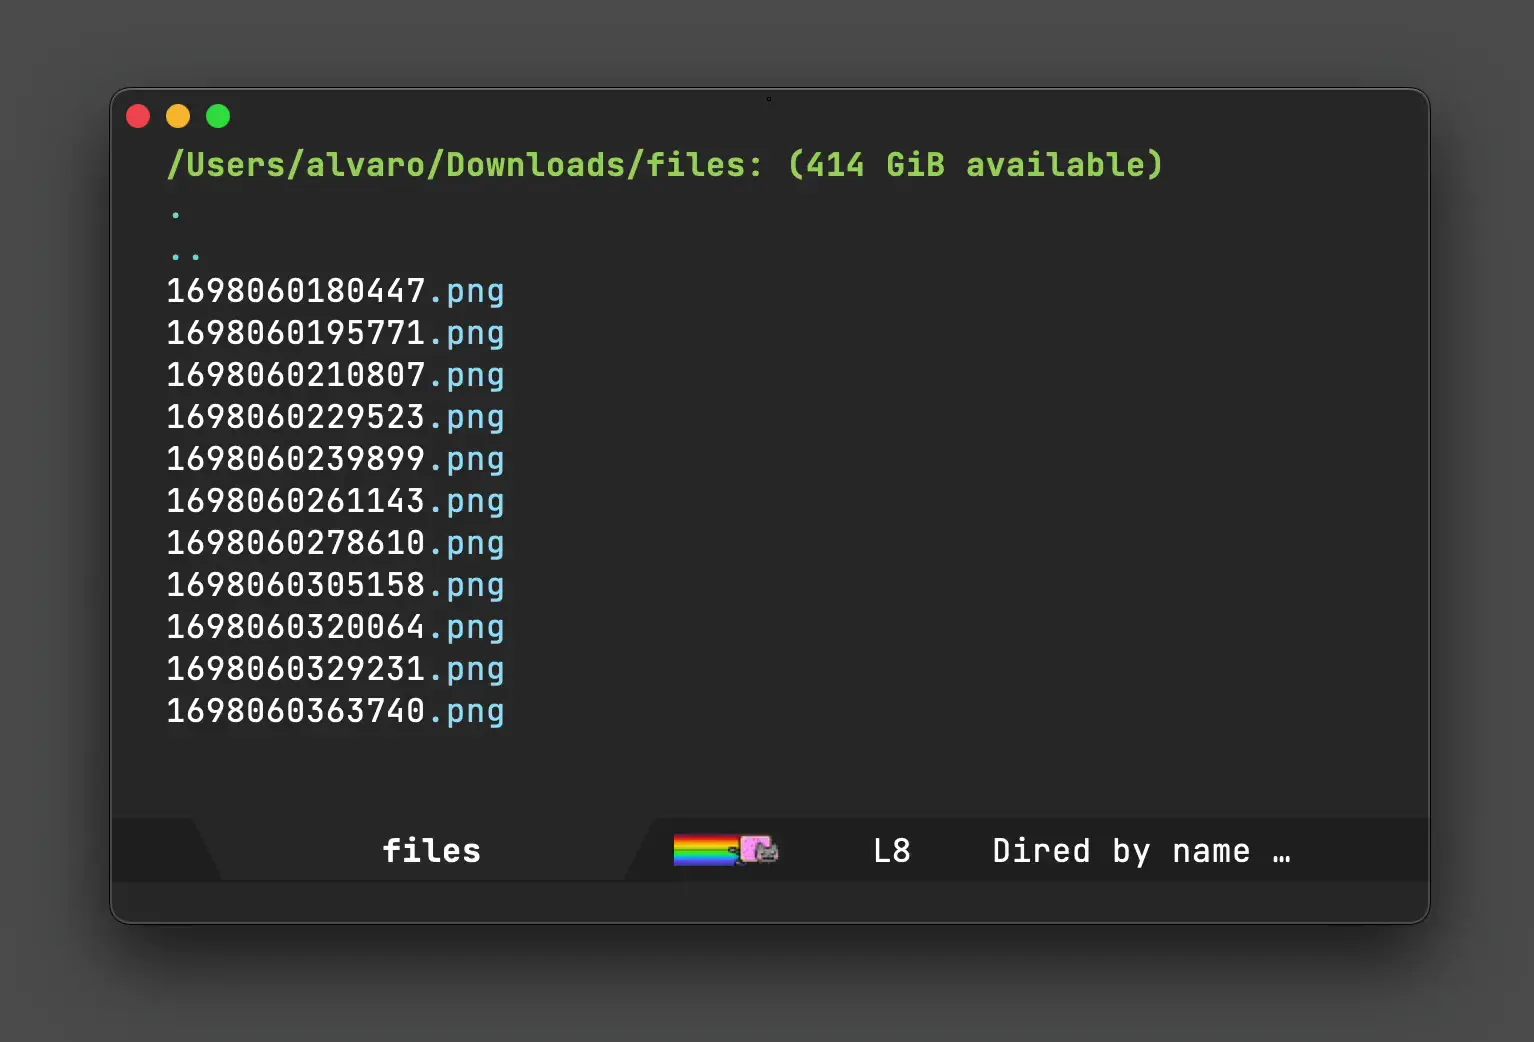 /Users/alvaro/Downloads/files: (414 GiB available)
.
..
1698060180447.png
1698060195771.png
1698060210807.png
1698060229523.png
1698060239899.png
1698060261143.png
1698060278610.png
1698060305158.png
1698060320064.png
1698060329231.png
1698060363740.png
files L8 Dired by name …